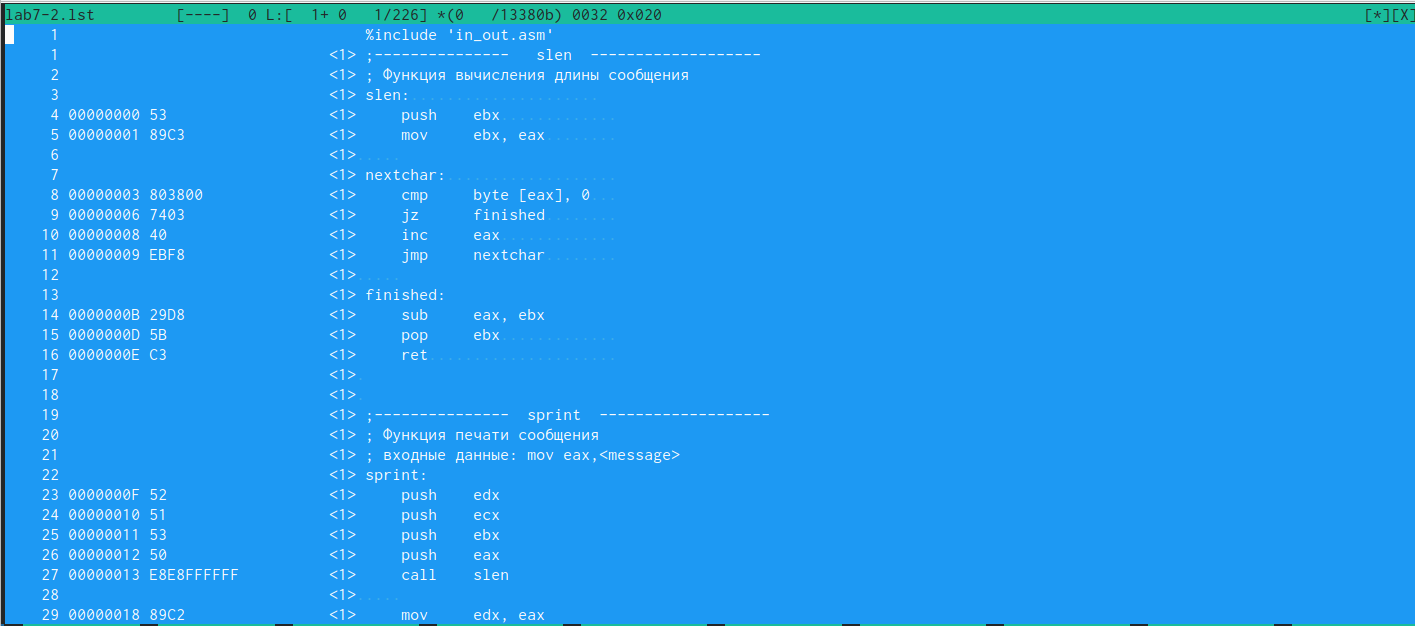 lab7-2.lst [----] 0 L:[ 1+ 0 1/226] *(0 /13380b) 0032 0x020 [*][X]
1 %include 'in_out.asm'
1 <1> ;--------------- slen -------------------
2 <1> ; Функция вычисления длины сообщения
3 <1> slen:.....................
4 00000000 53 <1> push ebx.............
5 00000001 89C3 <1> mov ebx, eax........
6 <1>.....
7 <1> nextchar:...................
8 00000003 803800 <1> cmp byte [eax], 0...
9 00000006 7403 <1> jz finished........
10 00000008 40 <1> inc eax.............
11 00000009 EBF8 <1> jmp nextchar........
12 <1>.....
13 <1> finished:
14 0000000B 29D8 <1> sub eax, ebx
15 0000000D 5B <1> pop ebx.............
16 0000000E C3 <1> ret.....................
17 <1>.
18 <1>.
19 <1> ;--------------- sprint -------------------
20 <1> ; Функция печати сообщения
21 <1> ; входные данные: mov eax,<message>
22 <1> sprint:
23 0000000F 52 <1> push edx
24 00000010 51 <1> push ecx
25 00000011 53 <1> push ebx
26 00000012 50 <1> push eax
27 00000013 E8E8FFFFFF <1> call slen
28 <1>.....
29 00000018 89C2 <1> mov edx, eax